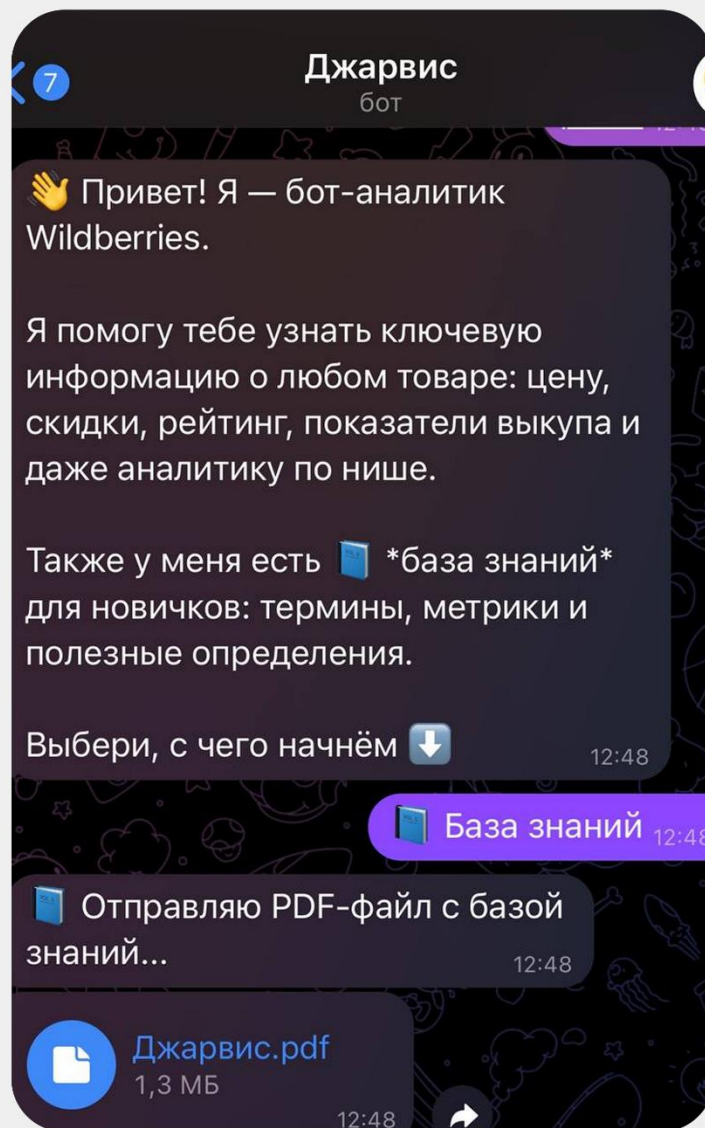 7
Джарвис
бот
👋 Привет! Я — бот-аналитик
Wildberries.
Я помогу тебе узнать ключевую
информацию о любом товаре: цену,
скидки, рейтинг, показатели выкупа и
даже аналитику по нише.
Также у меня есть 📘 *база знаний*
для новичков: термины, метрики и
полезные определения.
Выбери, с чего начнём ⬇️
12:48
📘 База знаний 12:48
📘 Отправляю PDF-файл с базой
знаний...
12:48
Джарвис.pdf
1,3 МБ
12:48